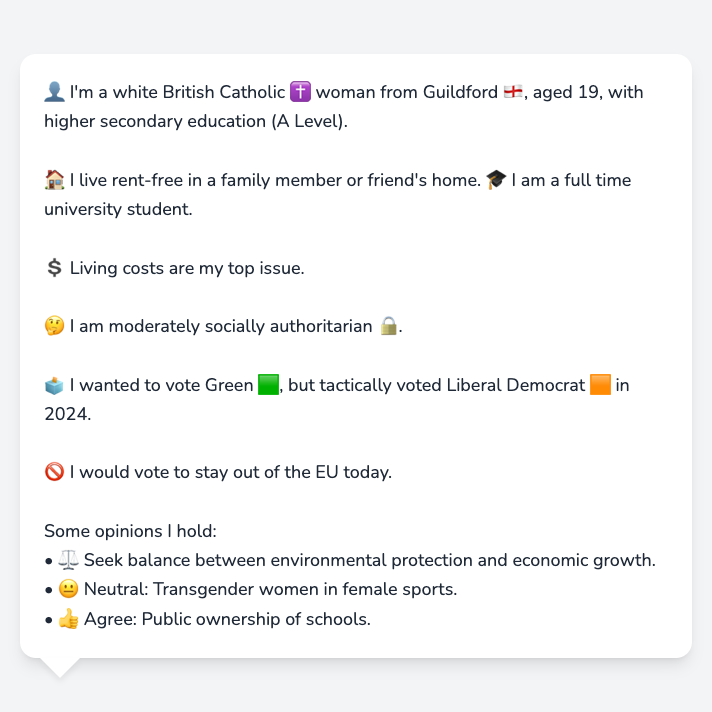 👤 I'm a white British Catholic ✝️ woman from Guildford 🏴󠁧󠁢󠁥󠁮󠁧󠁿, aged 19, with
higher secondary education (A Level).
🏠 I live rent-free in a family member or friend's home. 🎓 I am a full time
university student.
💲 Living costs are my top issue.
🤔 I am moderately socially authoritarian 🔒.
🗳️ I wanted to vote Green 🟩, but tactically voted Liberal Democrat 🟧 in
2024.
🚫 I would vote to stay out of the EU today.
Some opinions I hold:
• ⚖️ Seek balance between environmental protection and economic growth.
• 😐 Neutral: Transgender women in female sports.
• 👍 Agree: Public ownership of schools.